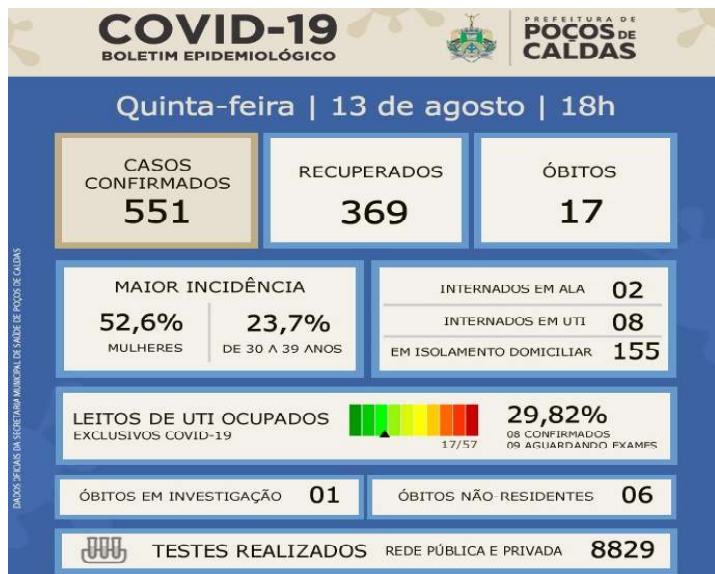 COVID-19
BOLETIM EPIDEMIOLÓGICO
PREFEITURA DE
POÇOS DE
CALDAS
Quinta-feira | 13 de agosto | 18h
CASOS
CONFIRMADOS
551
RECUPERADOS
369
ÓBITOS
17
MAIOR INCIDÊNCIA
52,6%
MULHERES
23,7%
DE 30 A 39 ANOS
INTERNADOS EM ALA 02
INTERNADOS EM UTI 08
EM ISOLAMENTO DOMICILIAR 155
LEITOS DE UTI OCUPADOS
EXCLUSIVOS COVID-19
17/57
29,82%
08 CONFIRMADOS
09 AGUARDANDO EXAMES
ÓBITOS EM INVESTIGAÇÃO 01
ÓBITOS NÃO-RESIDENTES 06
TESTES REALIZADOS REDE PÚBLICA E PRIVADA 8829
DADOS OFICAIS DA SECRETARIA MUNICIPAL DE SAÚDE DE POÇOS DE CALDAS